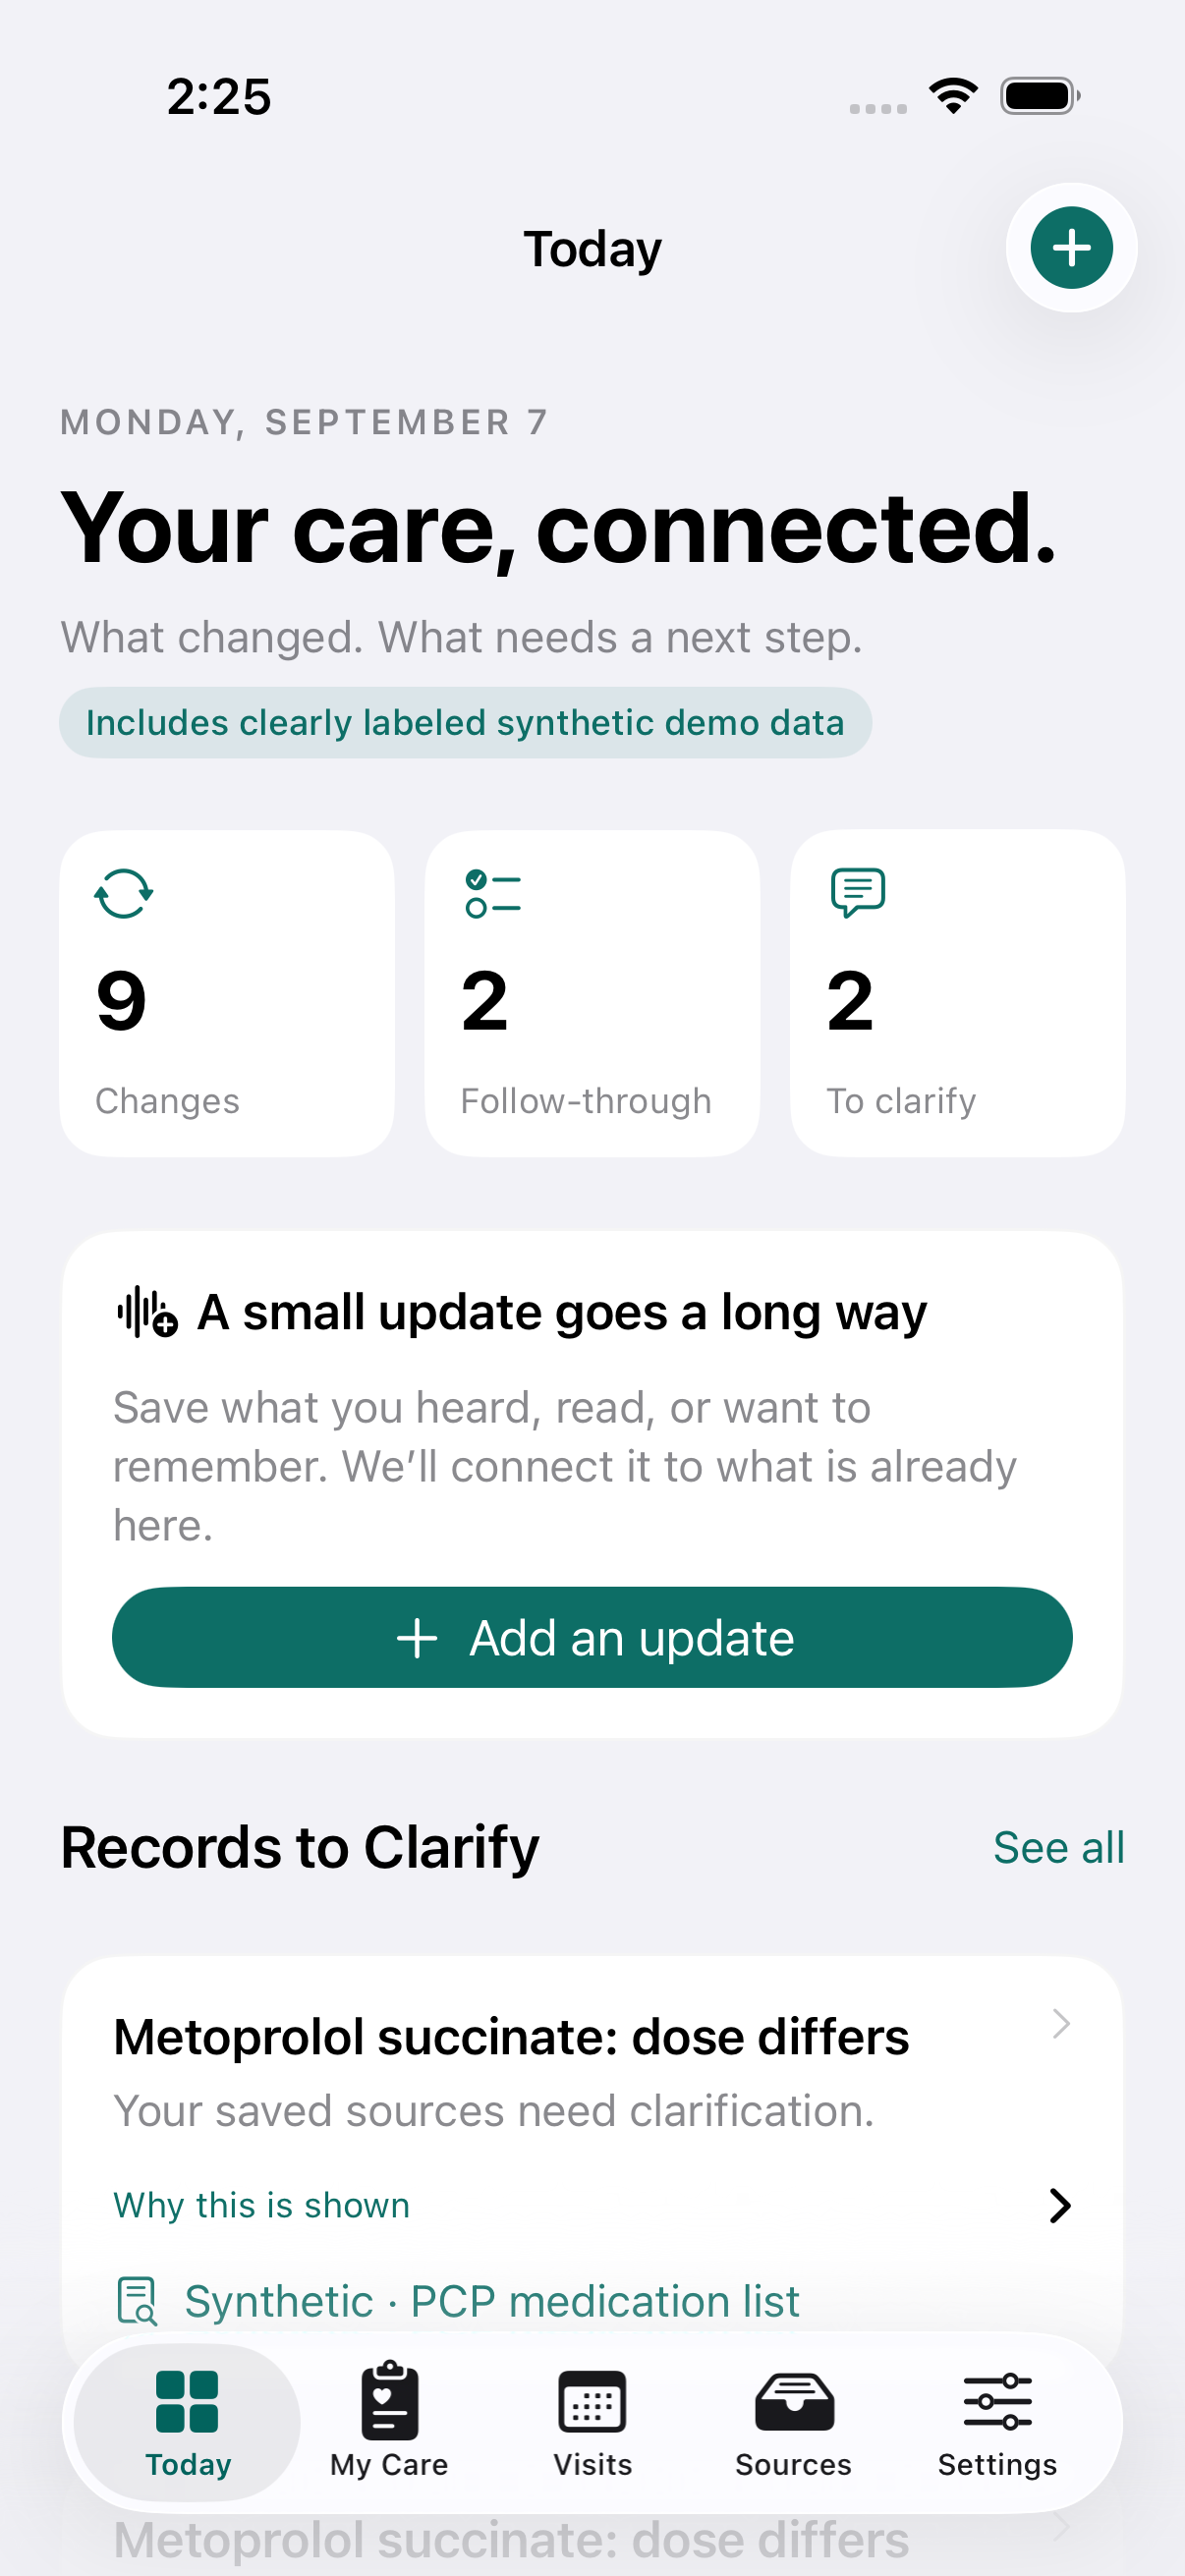 2:25
Today
MONDAY, SEPTEMBER 7
Your care, connected.
What changed. What needs a next step.
Includes clearly labeled synthetic demo data
9
2
2
Changes
Follow-through
To clarify
A small update goes a long way
Save what you heard, read, or want to
remember. We’ll connect it to what is already
here.
Add an update
Records to Clarify
See all
Metoprolol succinate: dose differs
Your saved sources need clarification.
Why this is shown
Synthetic · PCP medication list
Today
My Care
Visits
Sources
Settings
Metoprolol succinate: dose differs